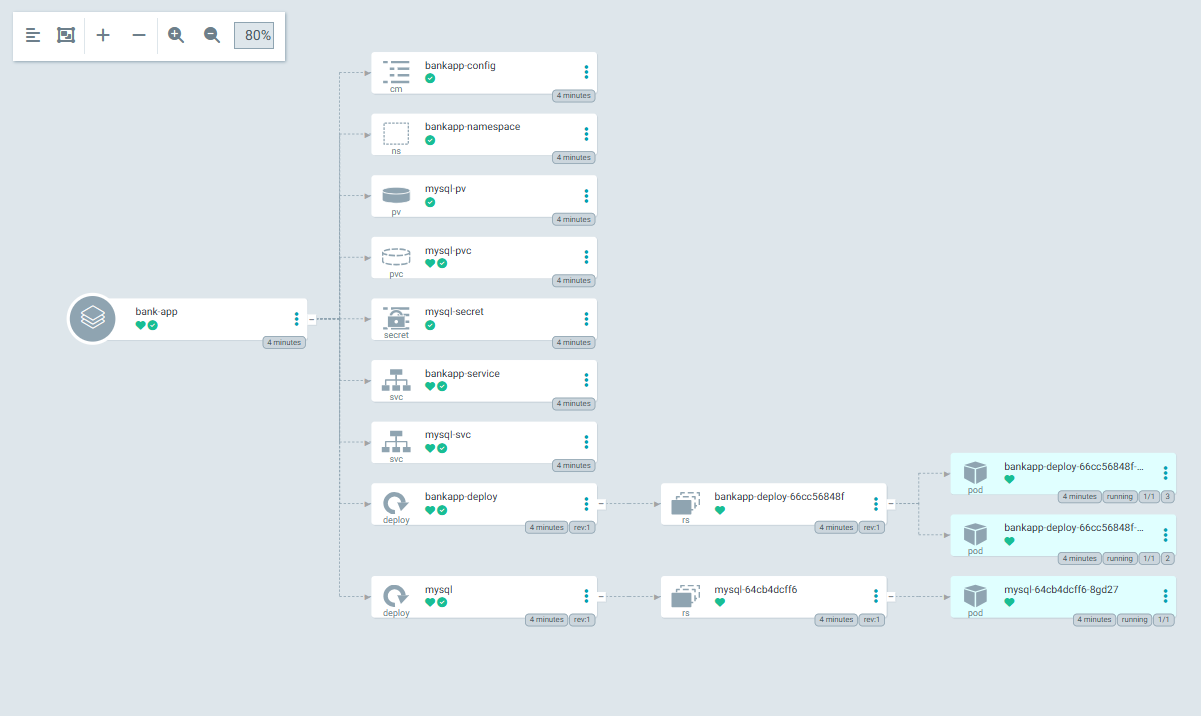 80%
bankapp-config
cm
4 minutes
bankapp-namespace
ns
4 minutes
mysql-pv
pv
4 minutes
mysql-pvc
pvc
4 minutes
bank-app
4 minutes
mysql-secret
secret
4 minutes
bankapp-service
svc
4 minutes
mysql-svc
svc
4 minutes
bankapp-deploy
deploy
4 minutes rev:1
bankapp-deploy-66cc56848f
rs
4 minutes rev:1
bankapp-deploy-66cc56848f-...
pod
4 minutes running 1/1 3
bankapp-deploy-66cc56848f-...
pod
4 minutes running 1/1 2
mysql
deploy
4 minutes rev:1
mysql-64cb4dcff6
rs
4 minutes rev:1
mysql-64cb4dcff6-8gd27
pod
4 minutes running 1/1